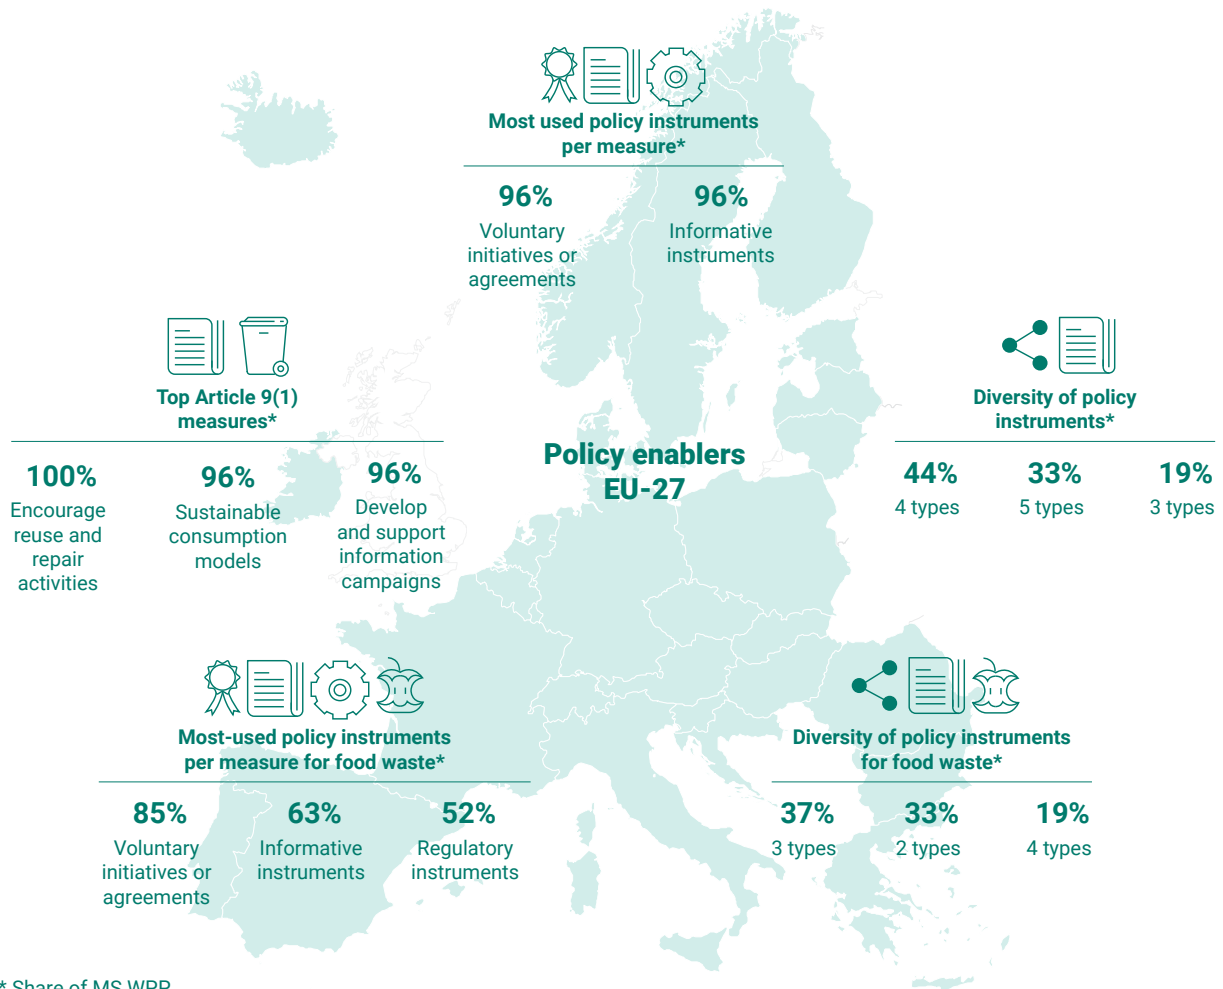 Most used policy instruments
per measure*
96%
Voluntary
initiatives or
agreements
96%
Informative
instruments
Top Article 9(1)
measures*
100%
Encourage
reuse and
repair
activities
96%
Sustainable
consumption
models
96%
Develop
and support
information
campaigns
Policy enablers
EU-27
Diversity of policy
instruments*
44%
4 types
33%
5 types
19%
3 types
Most-used policy instruments
per measure for food waste*
85%
Voluntary
initiatives or
agreements
63%
Informative
instruments
52%
Regulatory
instruments
Diversity of policy instruments
for food waste*
37%
3 types
33%
2 types
19%
4 types
* Share of MS WPP